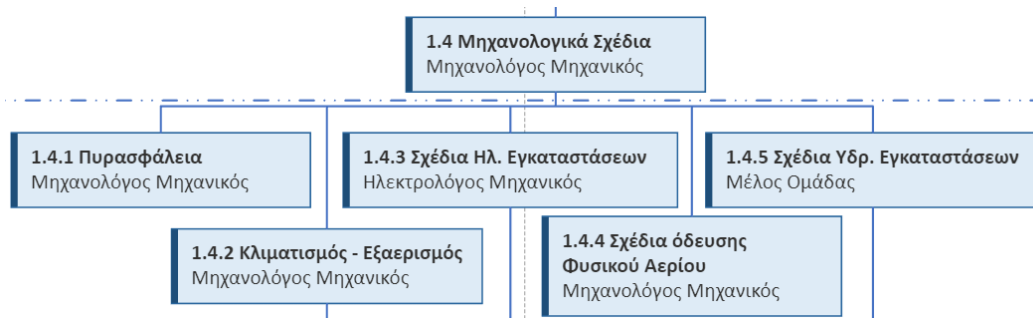 1.4 Μηχανολογικά Σχέδια
Μηχανολόγος Μηχανικός
1.4.1 Πυρασφάλεια
Μηχανολόγος Μηχανικός
1.4.3 Σχέδια Ηλ. Εγκαταστάσεων
Ηλεκτρολόγος Μηχανικός
1.4.5 Σχέδια Υδρ. Εγκαταστάσεων
Μέλος Ομάδας
1.4.2 Κλιματισμός - Εξαερισμός
Μηχανολόγος Μηχανικός
1.4.4 Σχέδια όδευσης
Φυσικού Αερίου
Μηχανολόγος Μηχανικός